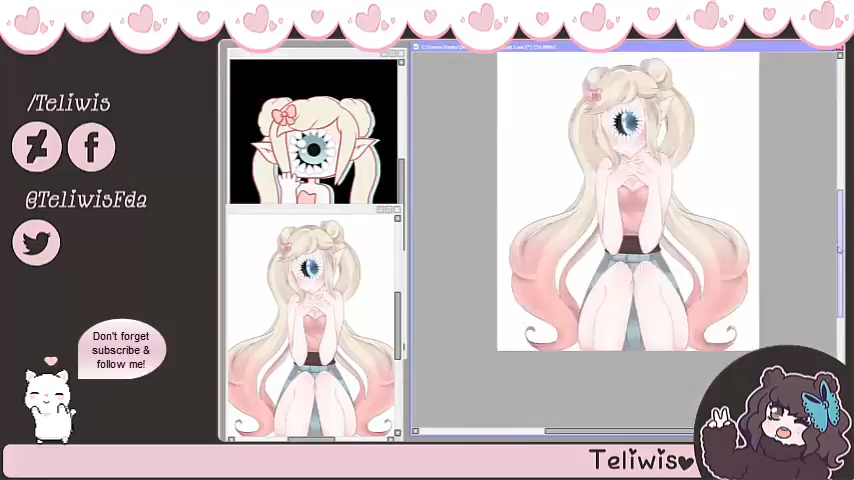 /Teliwis
@TeliwisFda
Don't forget
subscribe &
follow me!
Teliwis